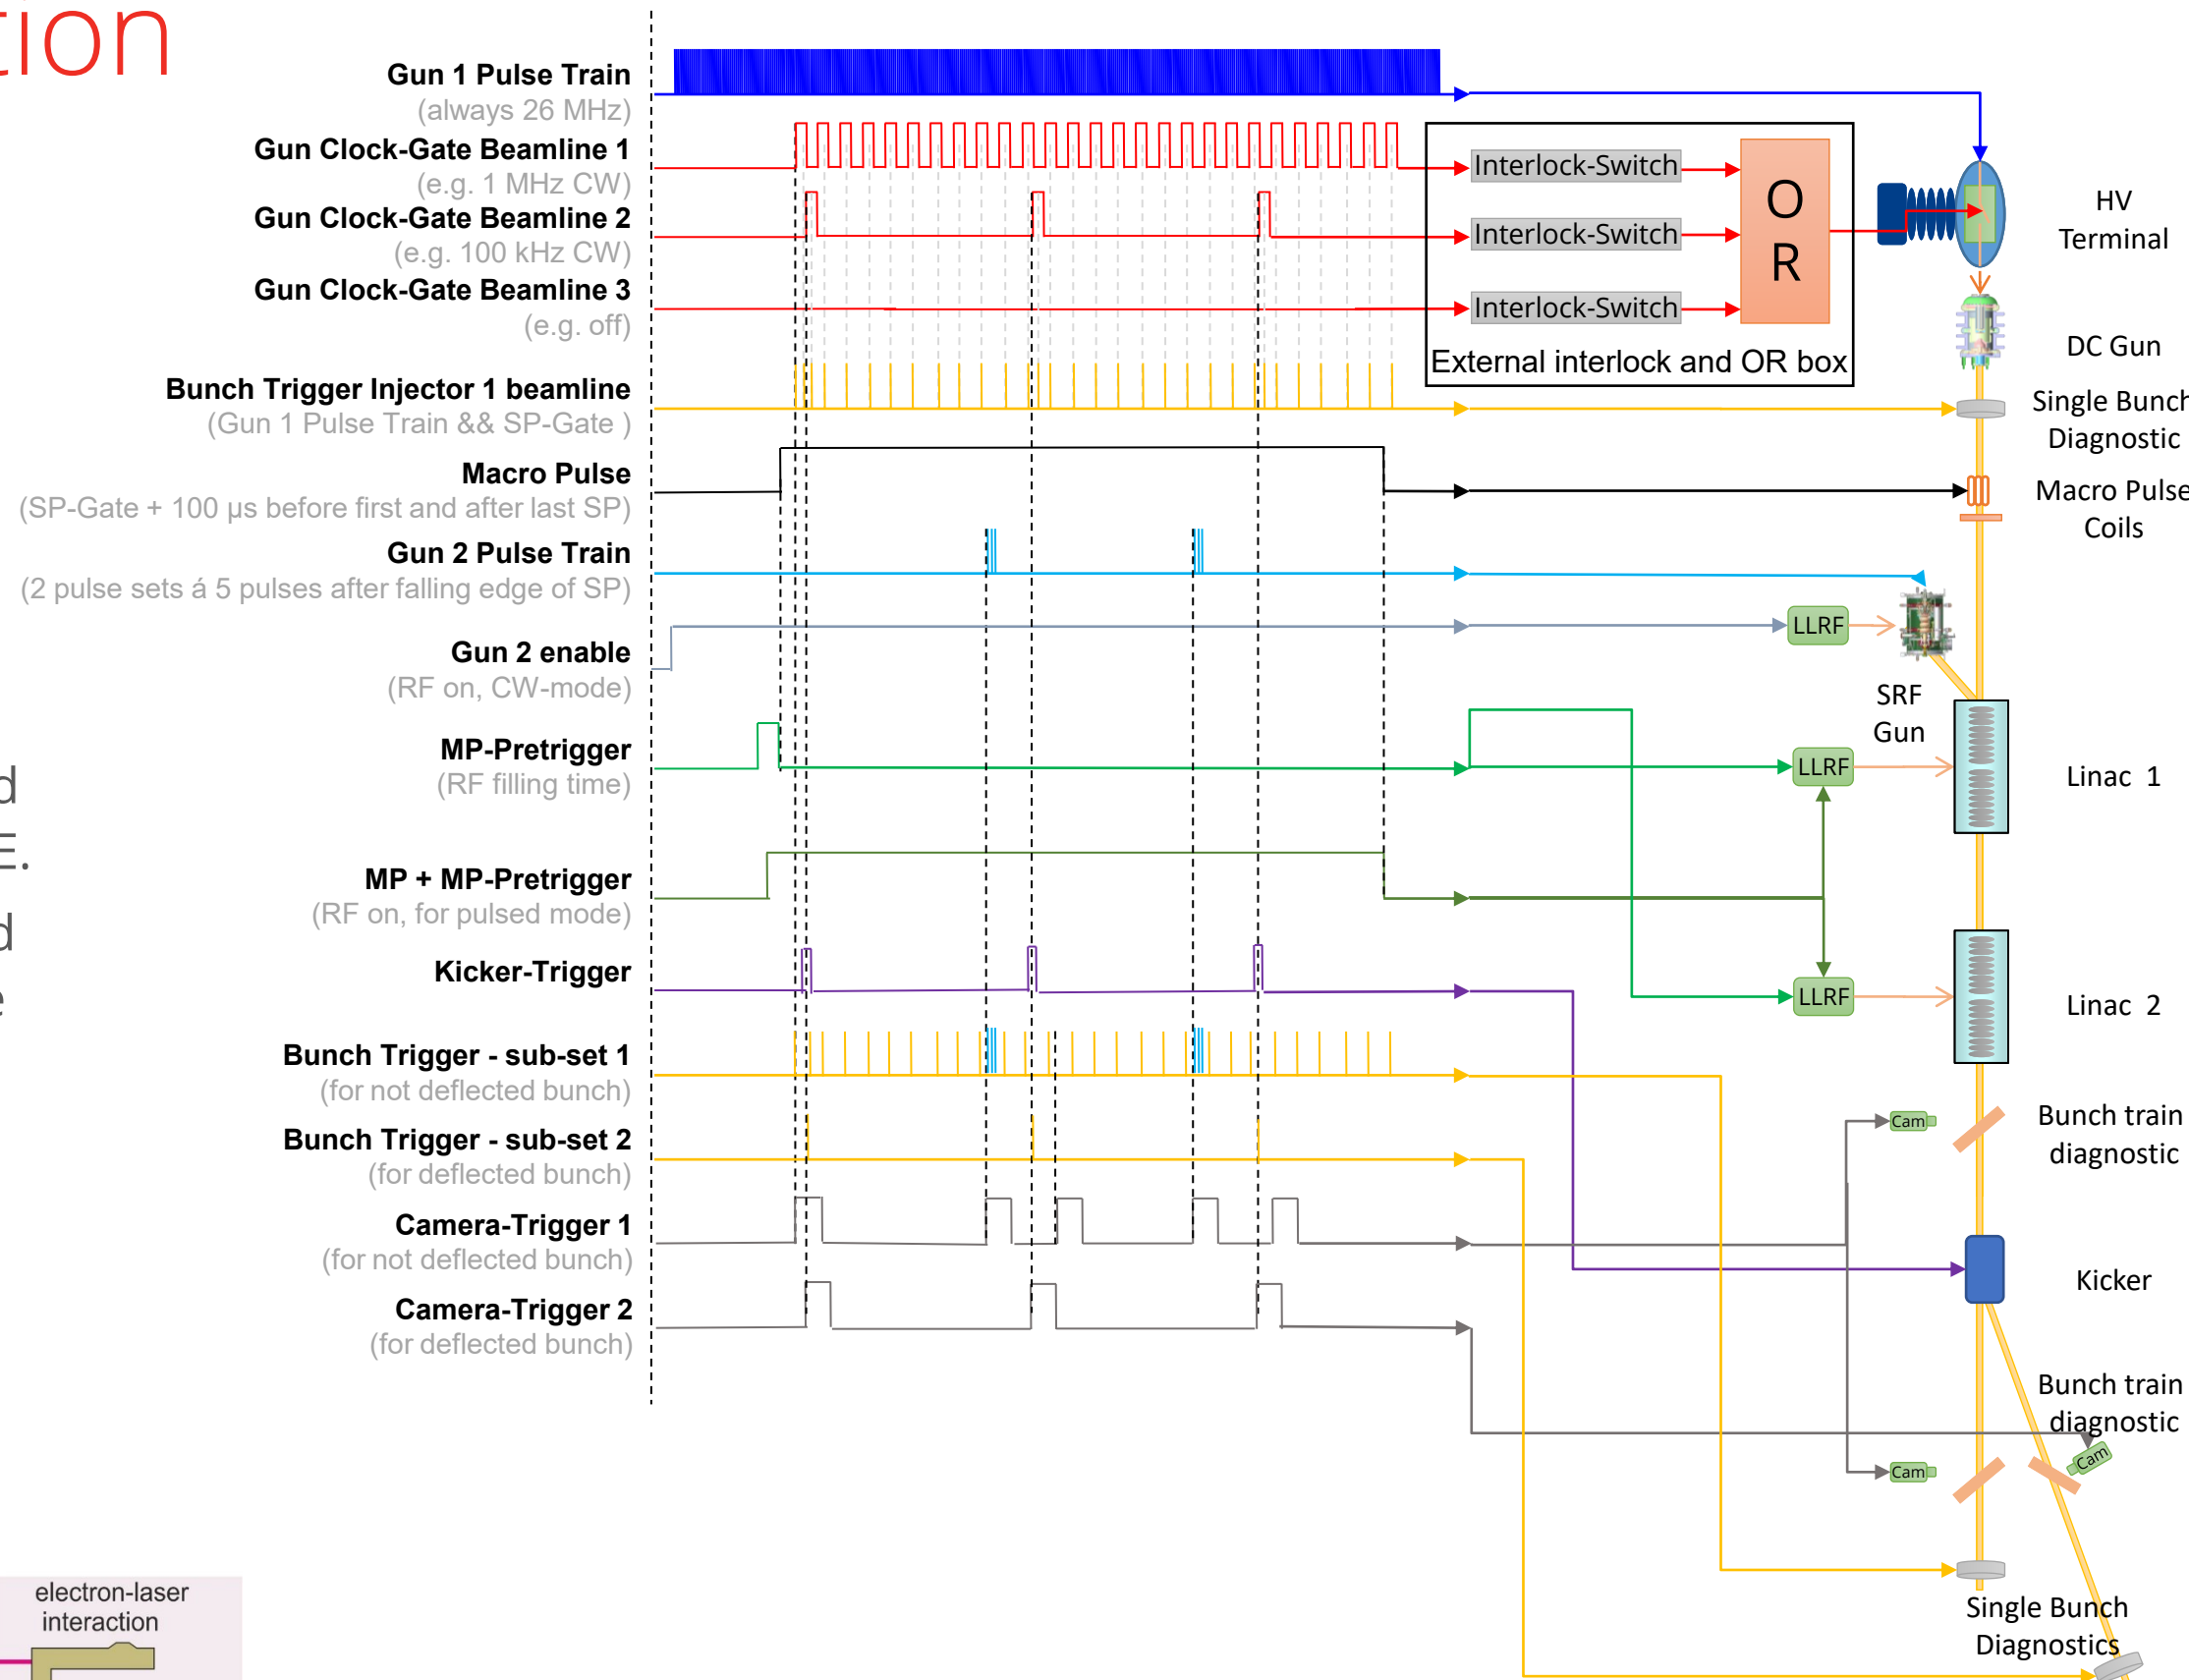 tion
Gun 1 Pulse Train
(always 26 MHz)
Gun Clock-Gate Beamline 1
(e.g. 1 MHz CW)
Gun Clock-Gate Beamline 2
(e.g. 100 kHz CW)
Gun Clock-Gate Beamline 3
(e.g. off)
Bunch Trigger Injector 1 beamline
(Gun 1 Pulse Train && SP-Gate )
Macro Pulse
(SP-Gate + 100 µs before first and after last SP)
Gun 2 Pulse Train
(2 pulse sets á 5 pulses after falling edge of SP)
Gun 2 enable
(RF on, CW-mode)
MP-Pretrigger
(RF filling time)
MP + MP-Pretrigger
(RF on, for pulsed mode)
Kicker-Trigger
Bunch Trigger - sub-set 1
(for not deflected bunch)
Bunch Trigger - sub-set 2
(for deflected bunch)
Camera-Trigger 1
(for not deflected bunch)
Camera-Trigger 2
(for deflected bunch)
d
E.
d
e
Interlock-Switch
Interlock-Switch
Interlock-Switch
O
R
External interlock and OR box
HV
Terminal
DC Gun
Single Bunch
Diagnostic
Macro Pulse
Coils
LLRF
SRF
Gun
LLRF
Linac 1
LLRF
Linac 2
Cam
Bunch train
diagnostic
Kicker
Bunch train
diagnostic
Cam
Cam
Single Bunch
Diagnostics
electron-laser
interaction